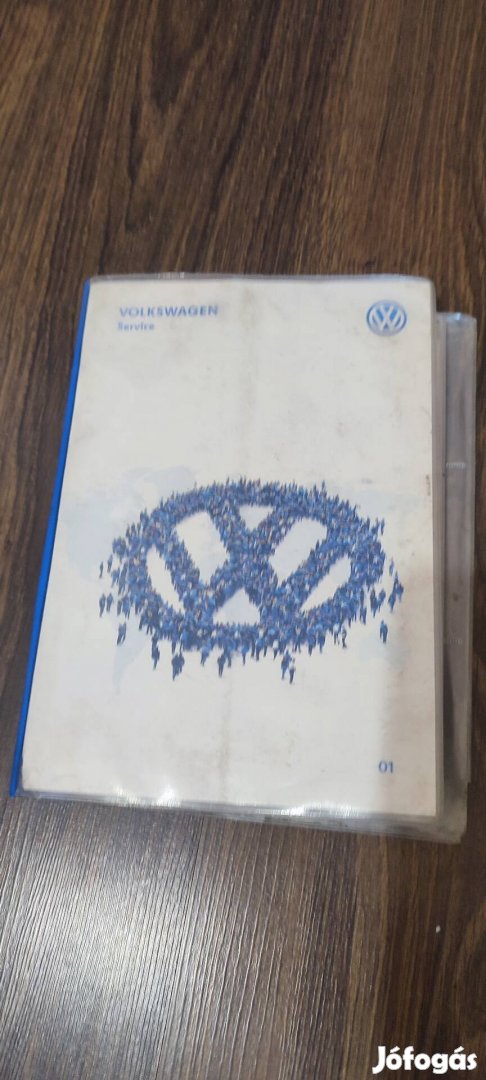 VOLKSWAGEN
Service
01
Jófogás